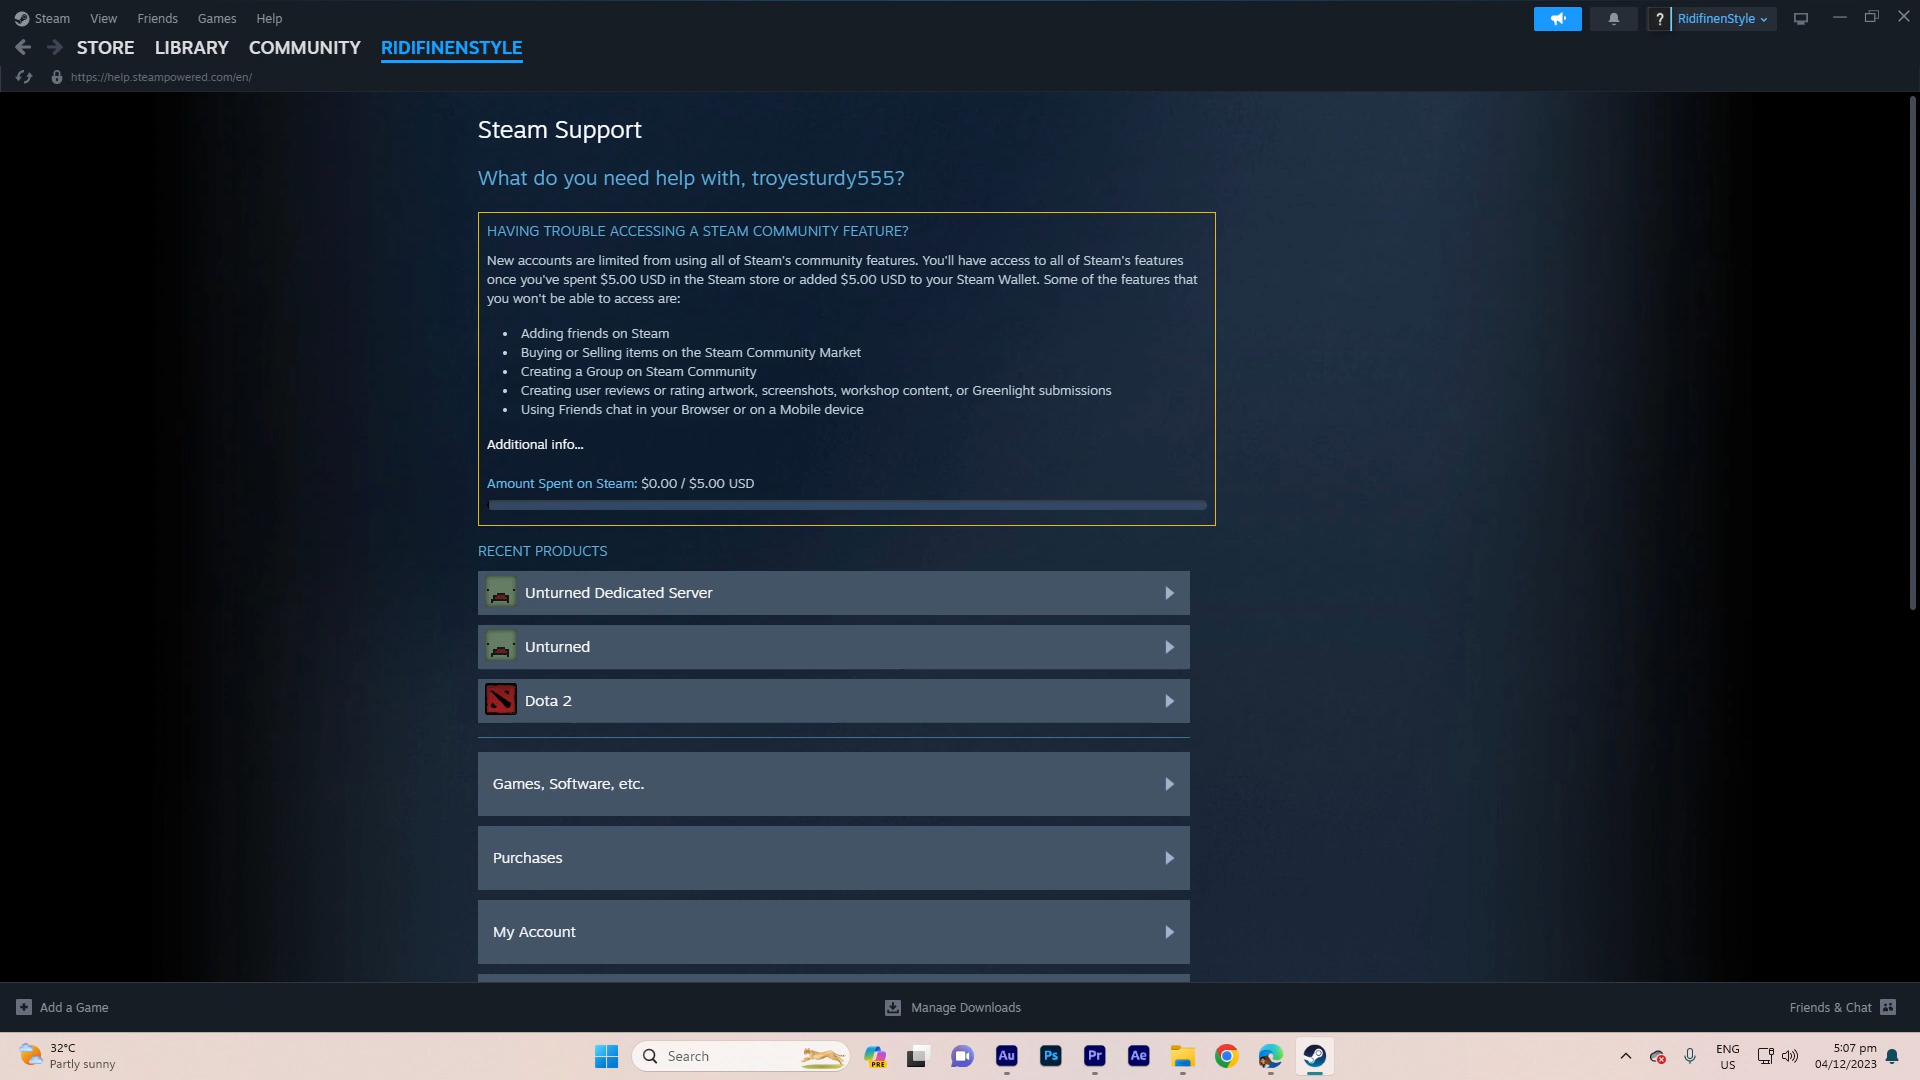 Steam View Friends Games Help
? RidifinenStyle
STORE LIBRARY COMMUNITY RIDIFINENSTYLE
https://help.steampowered.com/en/
Steam Support
What do you need help with, troyesturdy555?
HAVING TROUBLE ACCESSING A STEAM COMMUNITY FEATURE?
New accounts are limited from using all of Steam's community features. You'll have access to all of Steam's features
once you've spent $5.00 USD in the Steam store or added $5.00 USD to your Steam Wallet. Some of the features that
you won't be able to access are:
• Adding friends on Steam
• Buying or Selling items on the Steam Community Market
• Creating a Group on Steam Community
• Creating user reviews or rating artwork, screenshots, workshop content, or Greenlight submissions
• Using Friends chat in your Browser or on a Mobile device
Additional info...
Amount Spent on Steam: $0.00 / $5.00 USD
RECENT PRODUCTS
Unturned Dedicated Server
Unturned
Dota 2
Games, Software, etc.
Purchases
My Account
Add a Game
Manage Downloads
Friends & Chat
32°C
Partly sunny
Search
PRE
Au
Ps
Pr
Ae
ENG
US
5:07 pm
04/12/2023